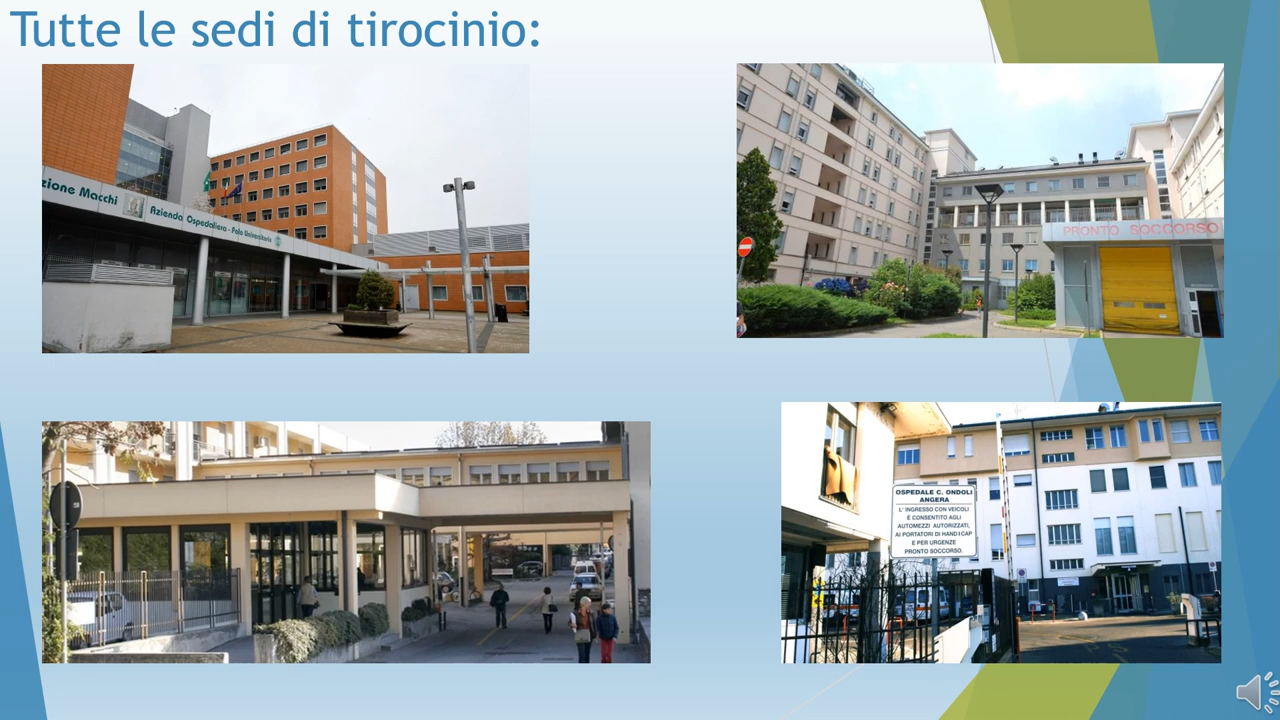 Tutte le sedi di tirocinio:
zione Macchi
Azienda Ospedaliera - Polo Universitario
PRONTO SOCCORSO
OSPEDALE C. ONDOLI
ANGERA
L' INGRESSO CON VEICOLI
È CONSENTITO AGLI
AUTOMEZZI AUTORIZZATI,
AI PORTATORI DI HANDICAP
E PER URGENZE
PRONTO SOCCORSO.